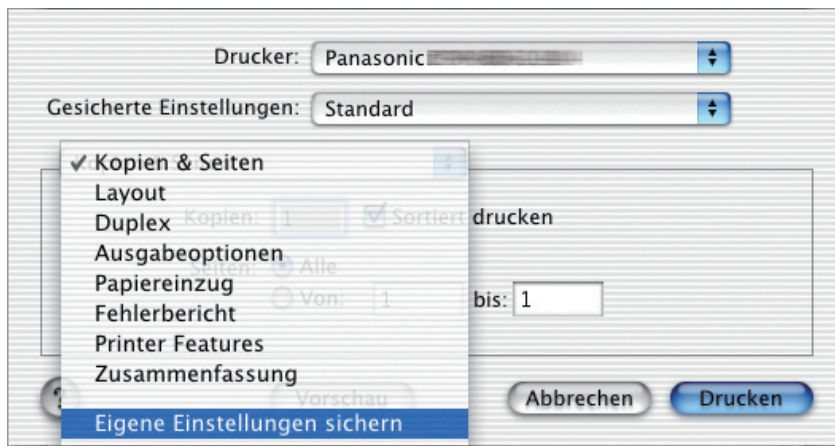 Drucker: Panasonic
Gesicherte Einstellungen: Standard
✓ Kopien & Seiten
Layout
Duplex
Kopien: 1 Sortiert drucken
Ausgabeoptionen
Seiten: Alle
Papiereinzug
Von: 1 bis: 1
Fehlerbericht
Printer Features
Zusammenfassung
? Vorschau Abbrechen Drucken
Eigene Einstellungen sichern